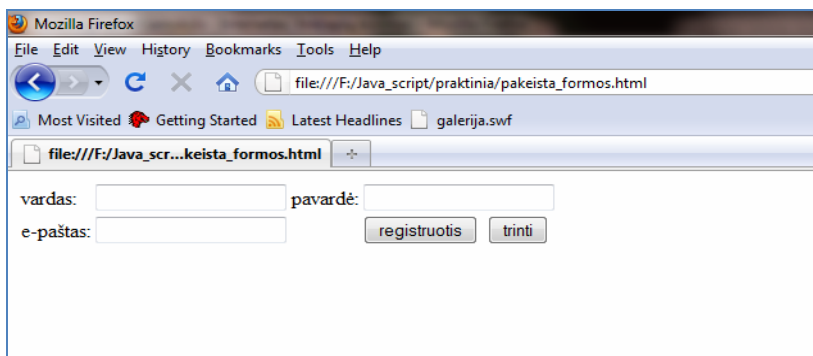 Mozilla Firefox
File Edit View History Bookmarks Tools Help
file:///F:/Java_script/praktinia/pakeista_formos.html
Most Visited Getting Started Latest Headlines galerija.swf
file:///F:/Java_scr...keista_formos.html
vardas: pavardė:
e-paštas: registruotis trinti